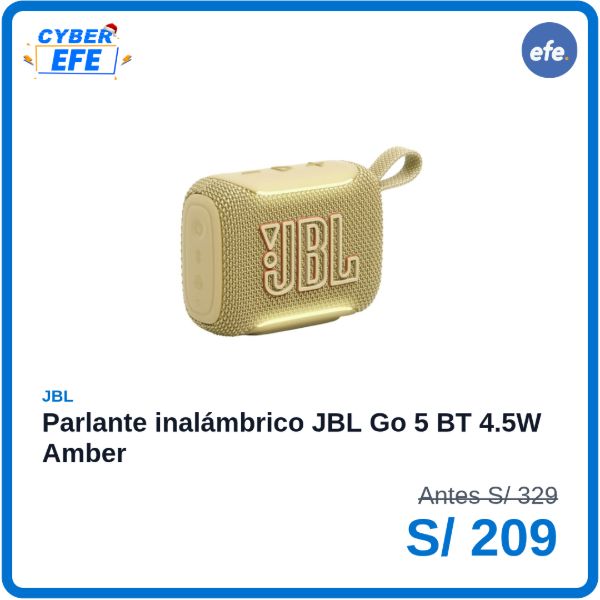 CYBER
EFE
efe.
JBL
JBL
Parlante inalámbrico JBL Go 5 BT 4.5W
Amber
Antes S/ 329
S/ 209